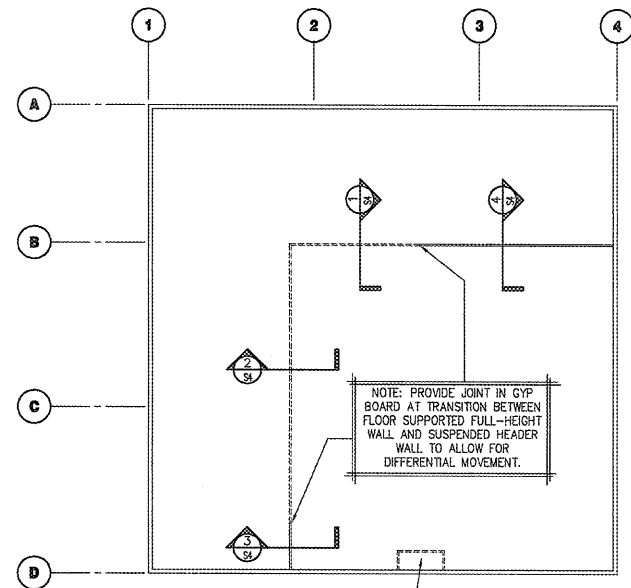 1 2 3 4
A
1 S4
4 S4
B
2
S4
C
NOTE: PROVIDE JOINT IN GYP
BOARD AT TRANSITION BETWEEN
FLOOR SUPPORTED FULL-HEIGHT
WALL AND SUSPENDED HEADER
WALL TO ALLOW FOR
DIFFERENTIAL MOVEMENT.
3
S4
D